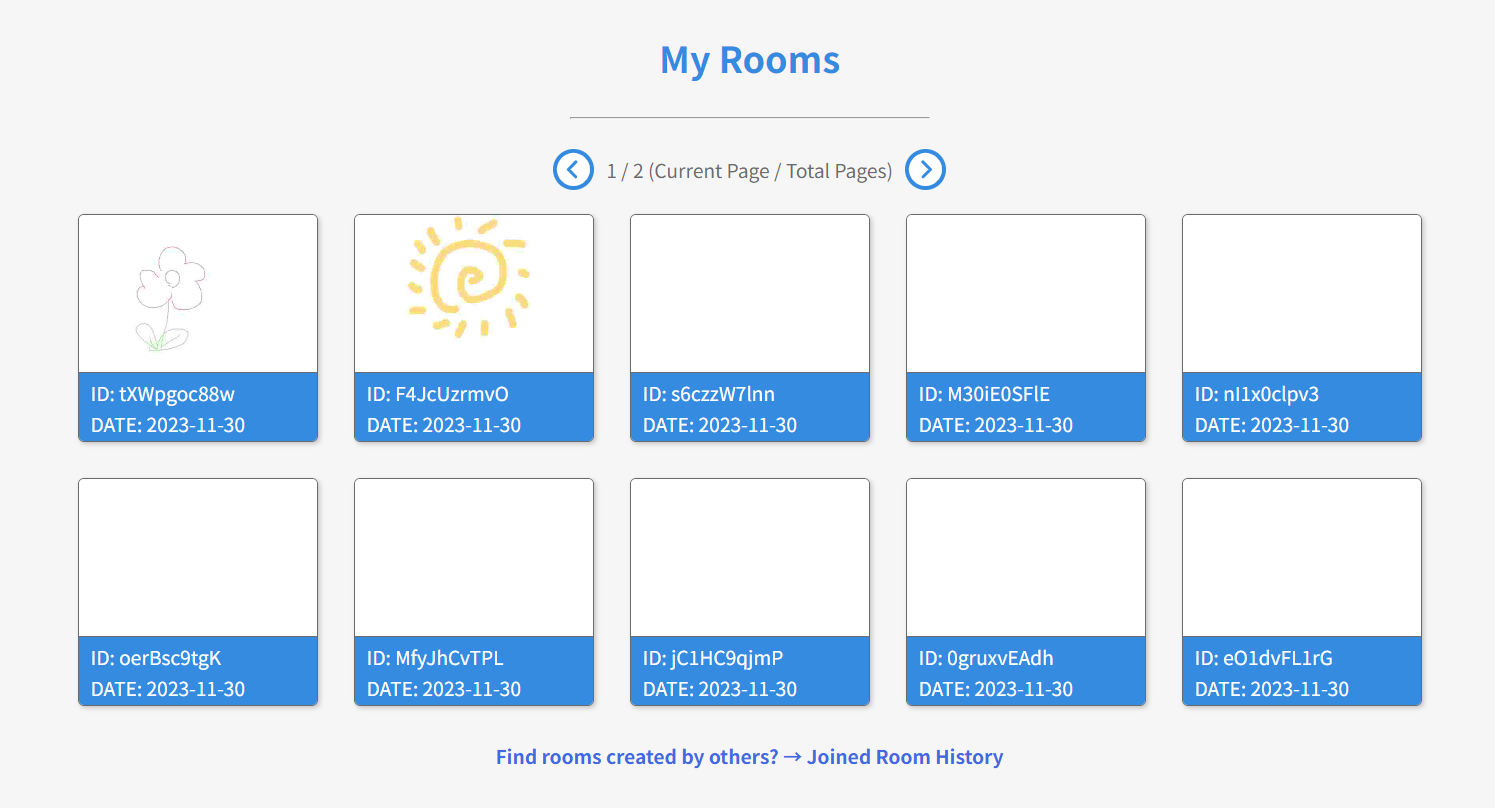 My Rooms
1 / 2 (Current Page / Total Pages)
ID: tXWpgoc88w
DATE: 2023-11-30
ID: F4JcUzrmvO
DATE: 2023-11-30
ID: s6czzW7lnn
DATE: 2023-11-30
ID: M30iE0SFlE
DATE: 2023-11-30
ID: nI1x0clpv3
DATE: 2023-11-30
ID: oerBsc9tgK
DATE: 2023-11-30
ID: MfyJhCvTPL
DATE: 2023-11-30
ID: jC1HC9qjmP
DATE: 2023-11-30
ID: 0gruxvEAdh
DATE: 2023-11-30
ID: eO1dvFL1rG
DATE: 2023-11-30
Find rooms created by others? → Joined Room History